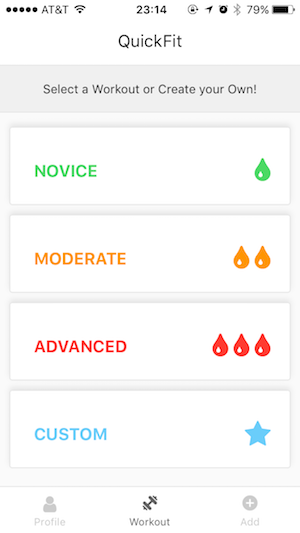 AT&T 23:14 79%
QuickFit
Select a Workout or Create your Own!
NOVICE
MODERATE
ADVANCED
CUSTOM
Profile Workout Add